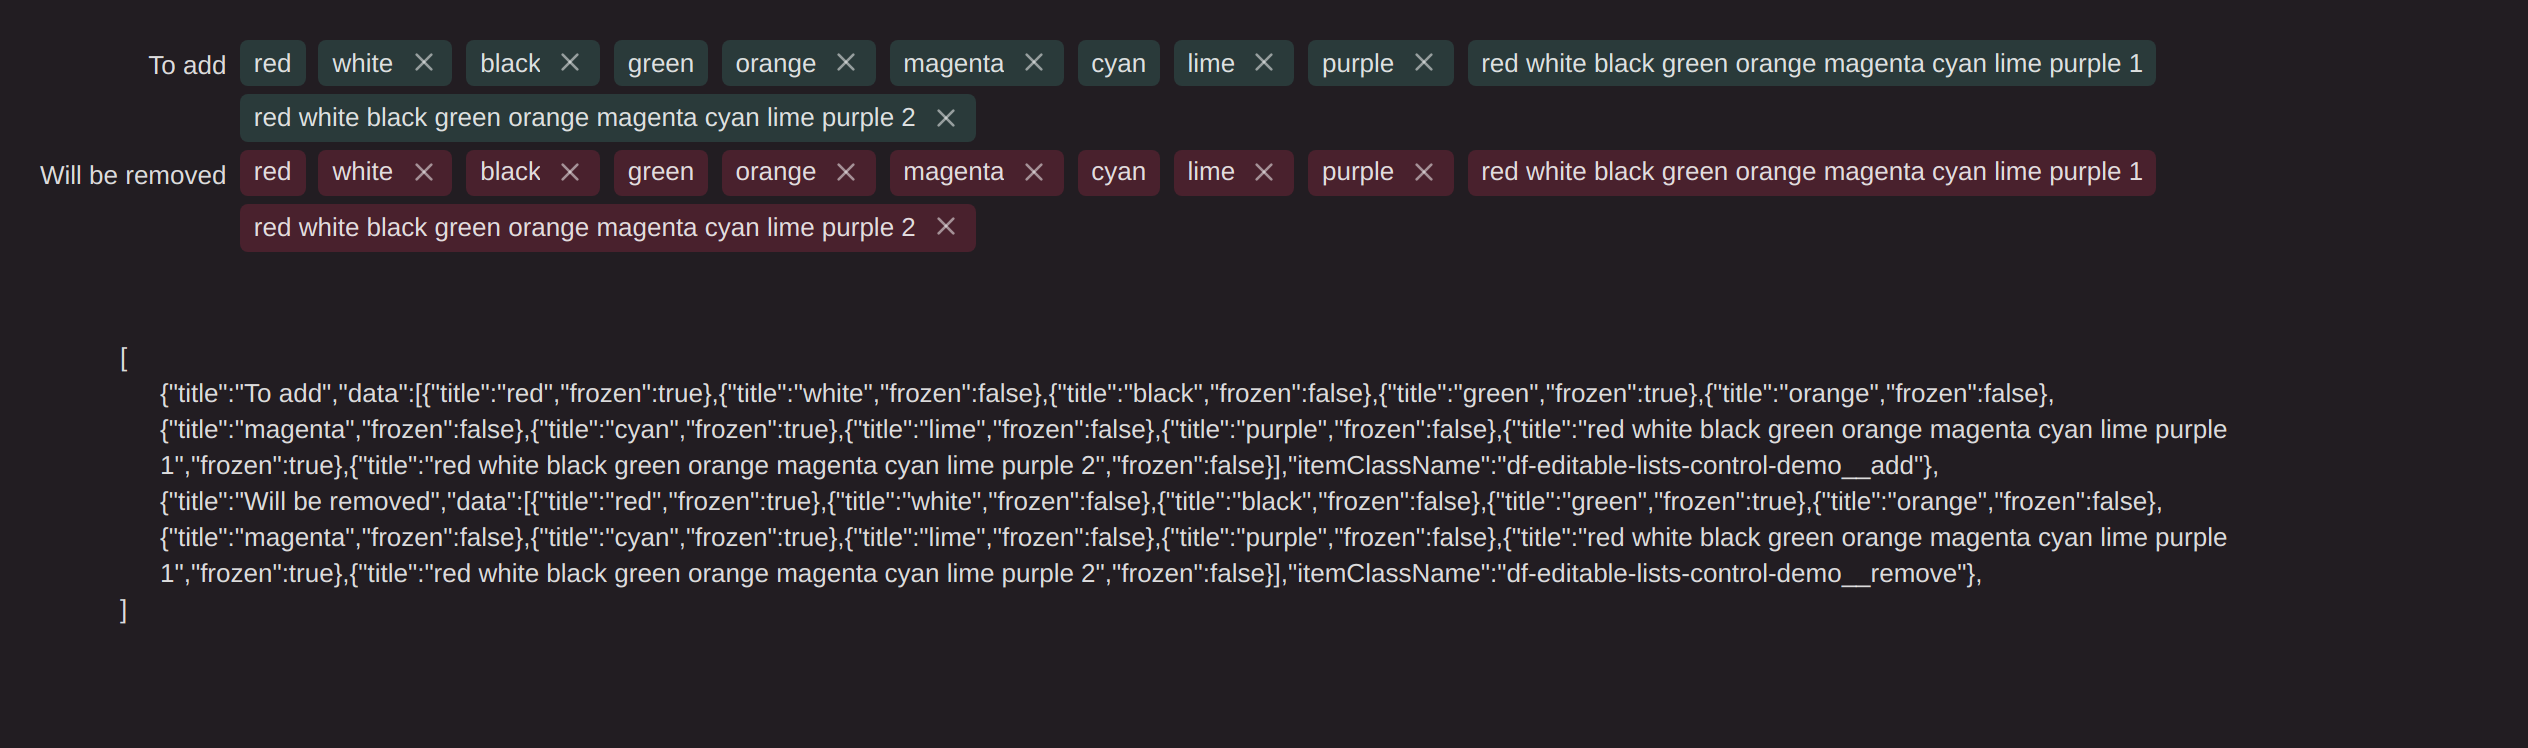 To add red white black green orange magenta cyan lime purple red white black green orange magenta cyan lime purple 1
red white black green orange magenta cyan lime purple 2
Will be removed red white black green orange magenta cyan lime purple red white black green orange magenta cyan lime purple 1
red white black green orange magenta cyan lime purple 2
[
{"title":"To add","data":[{"title":"red","frozen":true},{"title":"white","frozen":false},{"title":"black","frozen":false},{"title":"green","frozen":true},{"title":"orange","frozen":false},
{"title":"magenta","frozen":false},{"title":"cyan","frozen":true},{"title":"lime","frozen":false},{"title":"purple","frozen":false},{"title":"red white black green orange magenta cyan lime purple
1","frozen":true},{"title":"red white black green orange magenta cyan lime purple 2","frozen":false}],"itemClassName":"df-editable-lists-control-demo__add"},
{"title":"Will be removed","data":[{"title":"red","frozen":true},{"title":"white","frozen":false},{"title":"black","frozen":false},{"title":"green","frozen":true},{"title":"orange","frozen":false},
{"title":"magenta","frozen":false},{"title":"cyan","frozen":true},{"title":"lime","frozen":false},{"title":"purple","frozen":false},{"title":"red white black green orange magenta cyan lime purple
1","frozen":true},{"title":"red white black green orange magenta cyan lime purple 2","frozen":false}],"itemClassName":"df-editable-lists-control-demo__remove"},
]